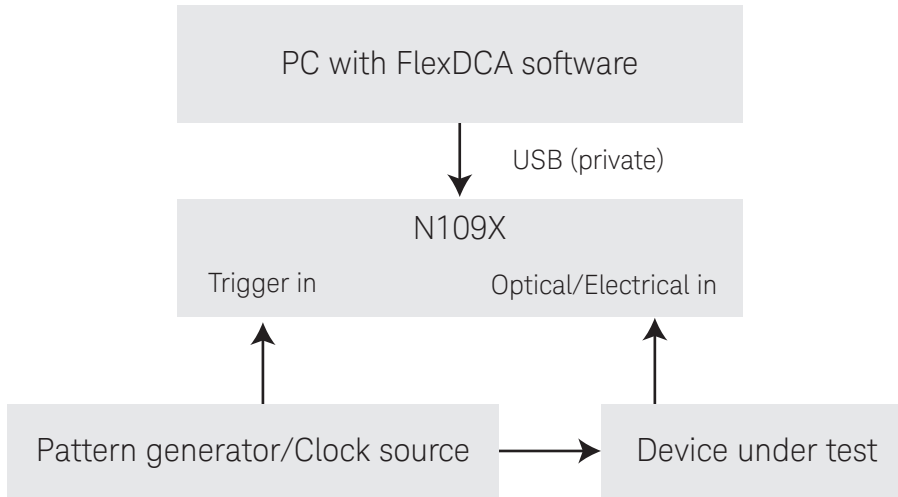 PC with FlexDCA software
USB (private)
N109X
Trigger in
Optical/Electrical in
Pattern generator/Clock source
Device under test